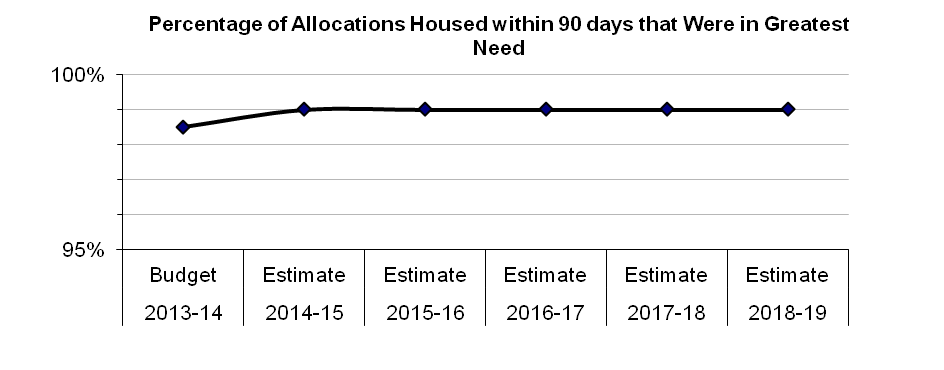 Percentage of Allocations Housed within 90 days that Were in Greatest
Need
100%
95%
Budget Estimate Estimate Estimate Estimate Estimate
2013-14 2014-15 2015-16 2016-17 2017-18 2018-19